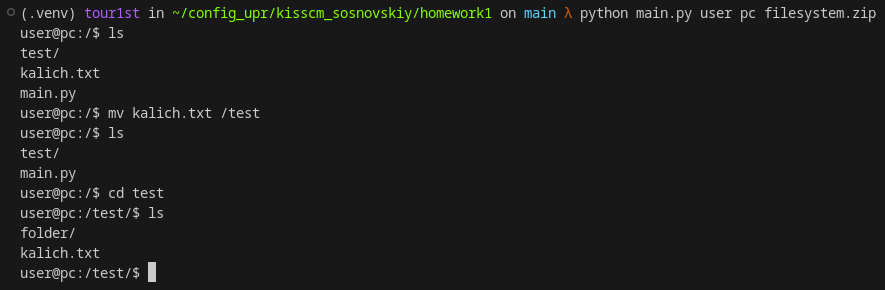 (.venv) tour1st in ~/config_upr/kisscm_sosnovskiy/homework1 on main λ python main.py user pc filesystem.zip
user@pc:/$ ls
test/
kalich.txt
main.py
user@pc:/$ mv kalich.txt /test
user@pc:/$ ls
test/
main.py
user@pc:/$ cd test
user@pc:/test/$ ls
folder/
kalich.txt
user@pc:/test/$